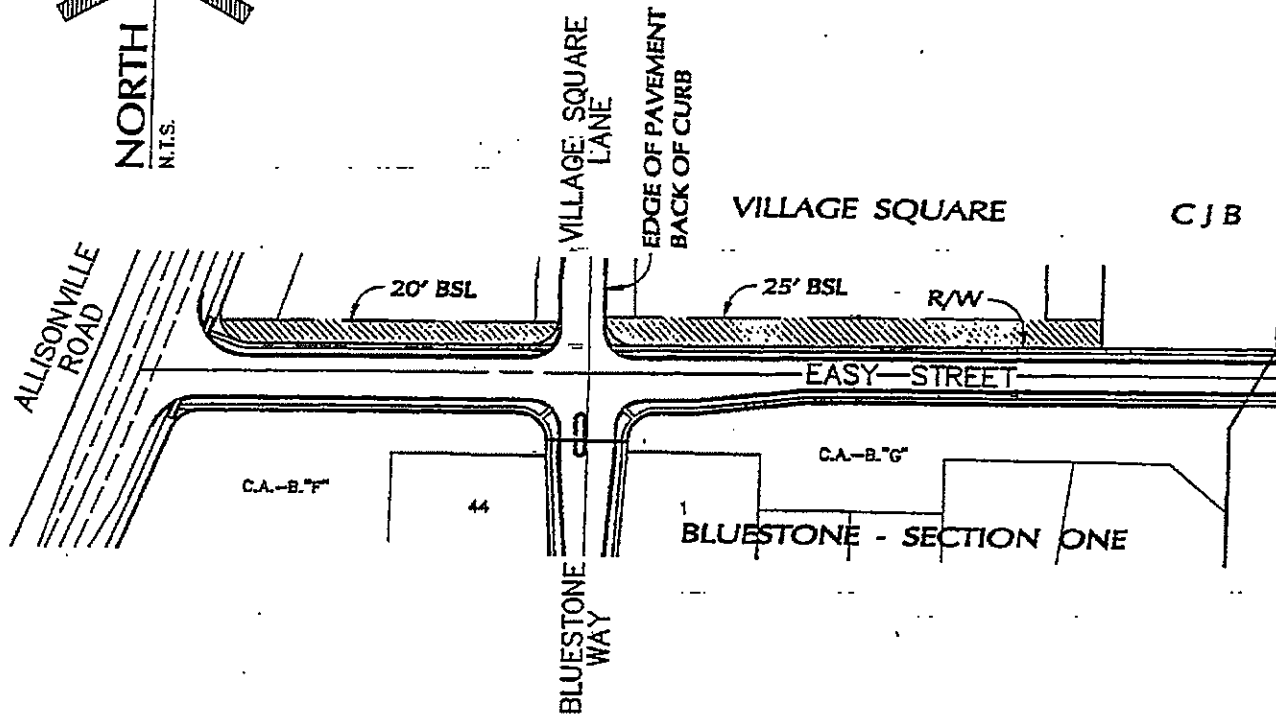 NORTH
N.T.S.
VILLAGE SQUARE
LANE
EDGE OF PAVEMENT
BACK OF CURB
VILLAGE SQUARE
C J B
ALLISONVILLE
ROAD
20' BSL
25' BSL
R/W
EASY STREET
C.A.-B."F"
44
1
C.A.-B."G"
BLUESTONE - SECTION ONE
BLUESTONE
WAY